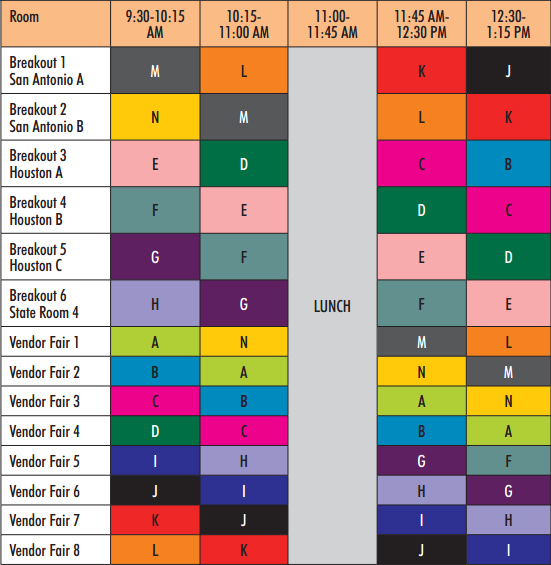 Room 9:30-10:15 AM 10:15-11:00 AM 11:00-11:45 AM 11:45 AM-12:30 PM 12:30-1:15 PM
Breakout 1 San Antonio A M L K J
Breakout 2 San Antonio B N M L K
Breakout 3 Houston A E D C B
Breakout 4 Houston B F E D C
Breakout 5 Houston C G F E D
Breakout 6 State Room 4 H G LUNCH F E
Vendor Fair 1 A N M L
Vendor Fair 2 B A N M
Vendor Fair 3 C B A N
Vendor Fair 4 D C B A
Vendor Fair 5 I H G F
Vendor Fair 6 J I H G
Vendor Fair 7 K J I H
Vendor Fair 8 L K J I